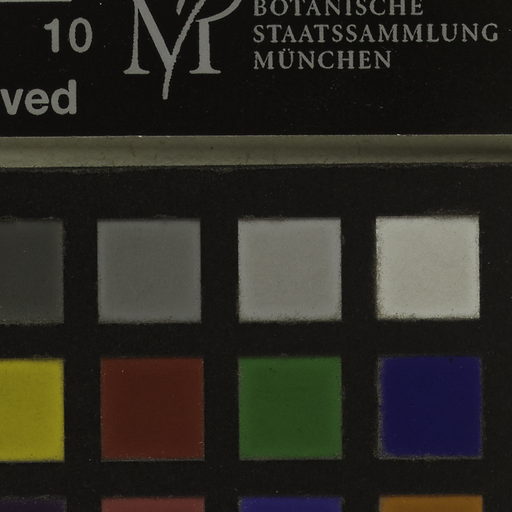 10
ved
M
BOTANISCHE
STAATSSAMMLUNG
MÜNCHEN